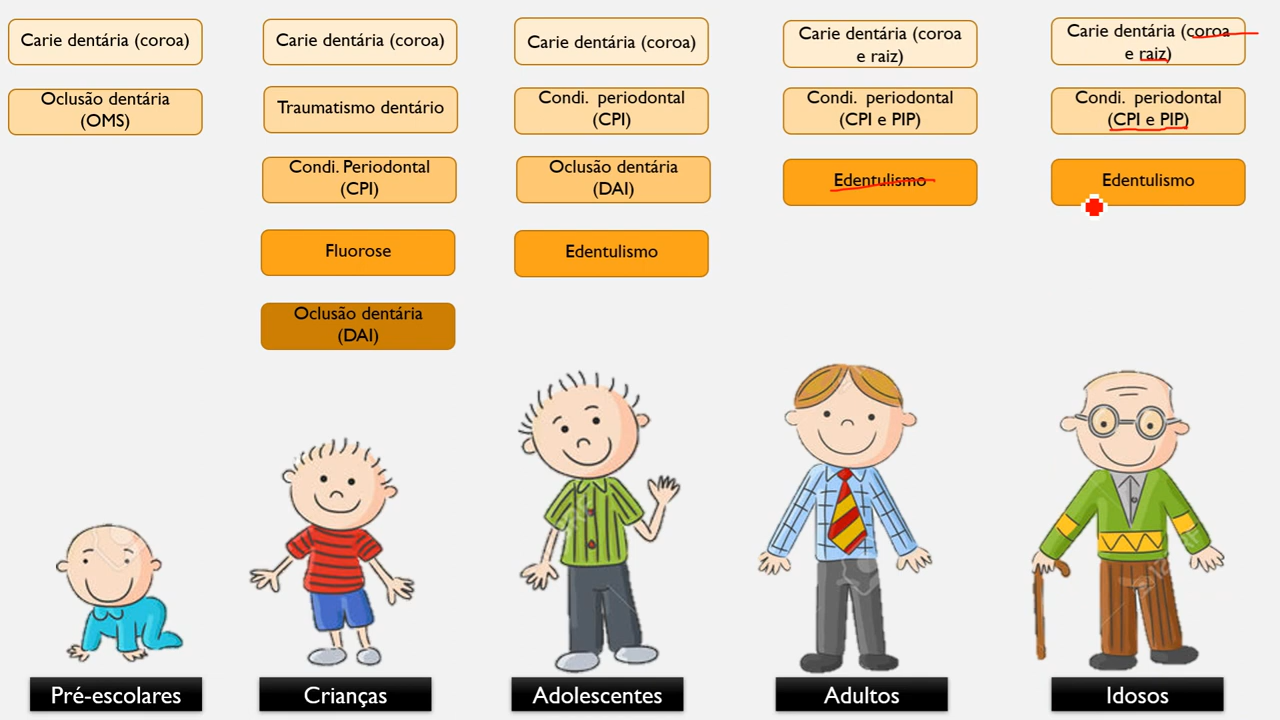 Carie dentária (coroa)
Oclusão dentária
(OMS)
Carie dentária (coroa)
Traumatismo dentário
Condi. Periodontal
(CPI)
Fluorose
Oclusão dentária
(DAI)
Carie dentária (coroa)
Condi. periodontal
(CPI)
Oclusão dentária
(DAI)
Edentulismo
Carie dentária (coroa
e raiz)
Condi. periodontal
(CPI e PIP)
Edentulismo
Carie dentária (coroa
e raiz)
Condi. periodontal
(CPI e PIP)
Edentulismo
Pré-escolares
Crianças
Adolescentes
Adultos
Idosos